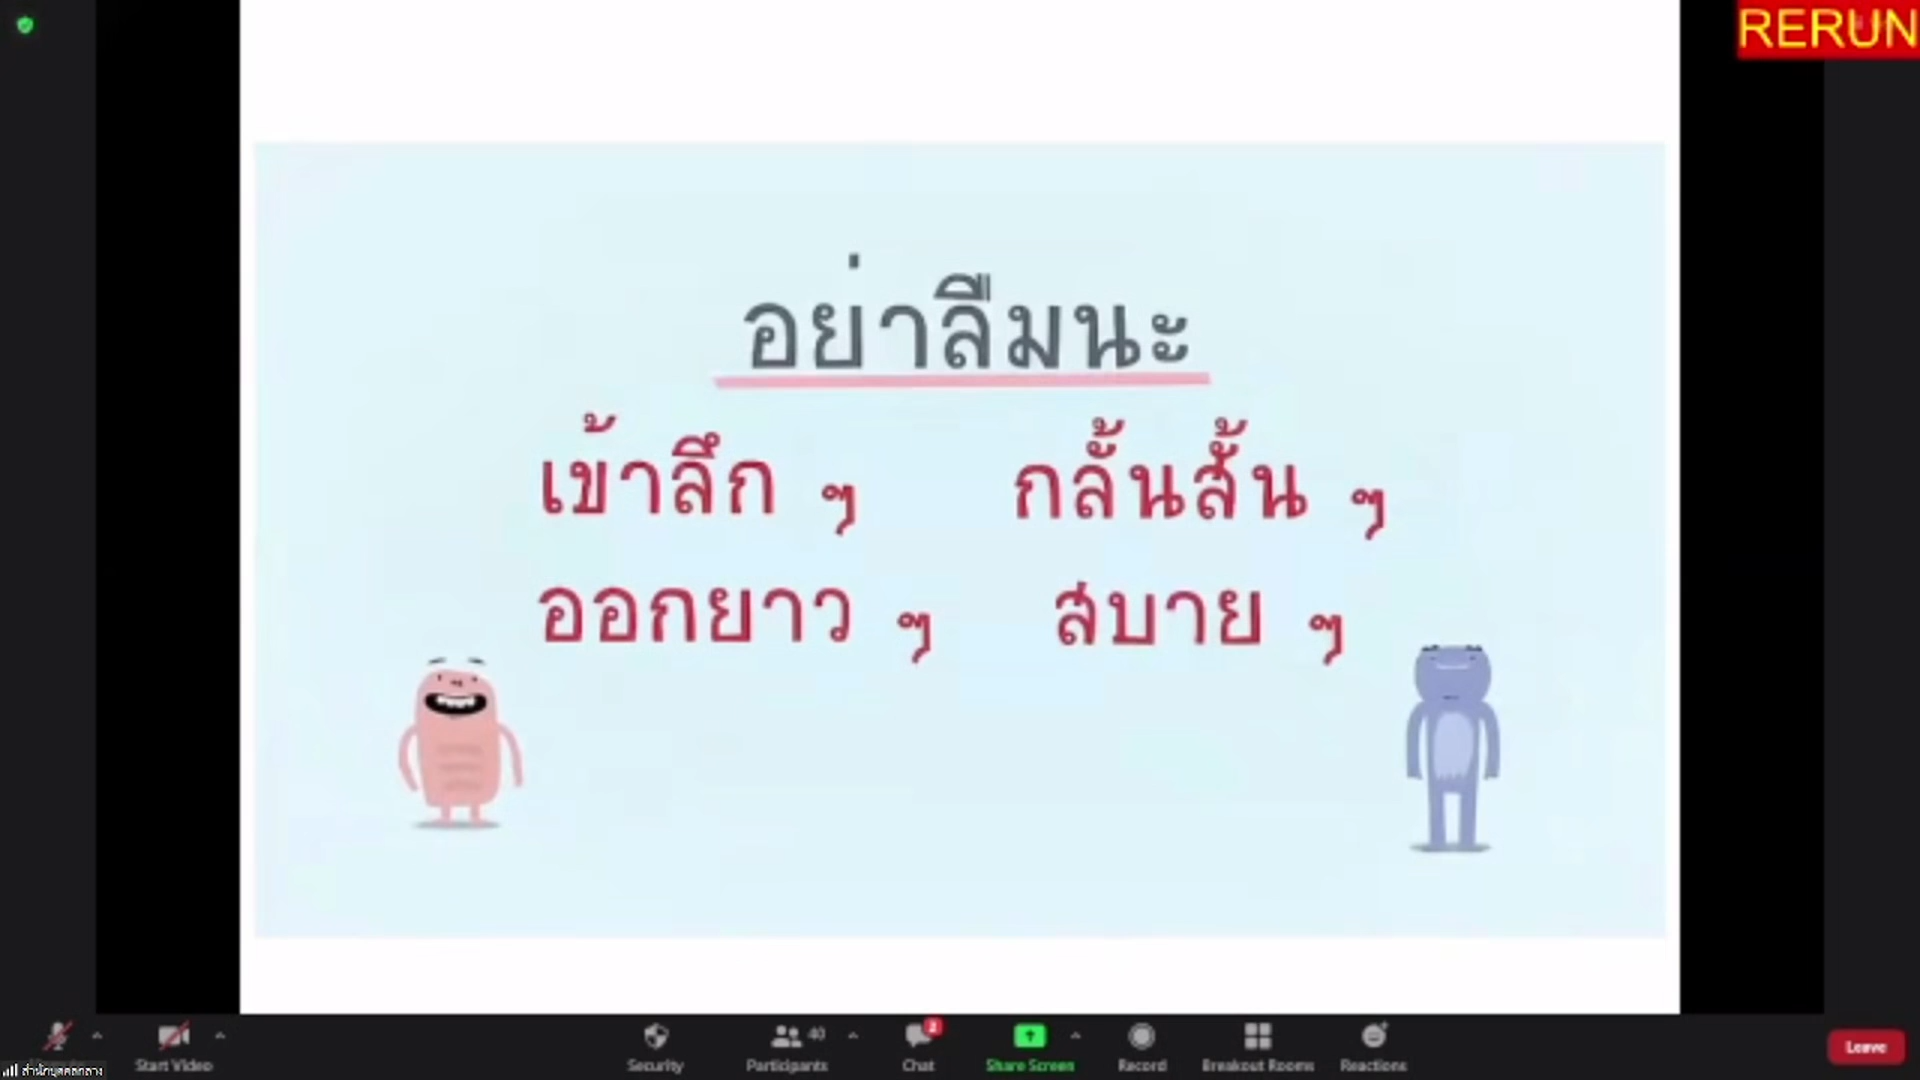 RERUN
อย่าลืมนะ
เข้าลึก ๆ กลั้นสั้น ๆ
ออกยาว ๆ สบาย ๆ
Start Video Security Participants 40 Chat 2 Share Screen Record Breakout Rooms Reactions Leave